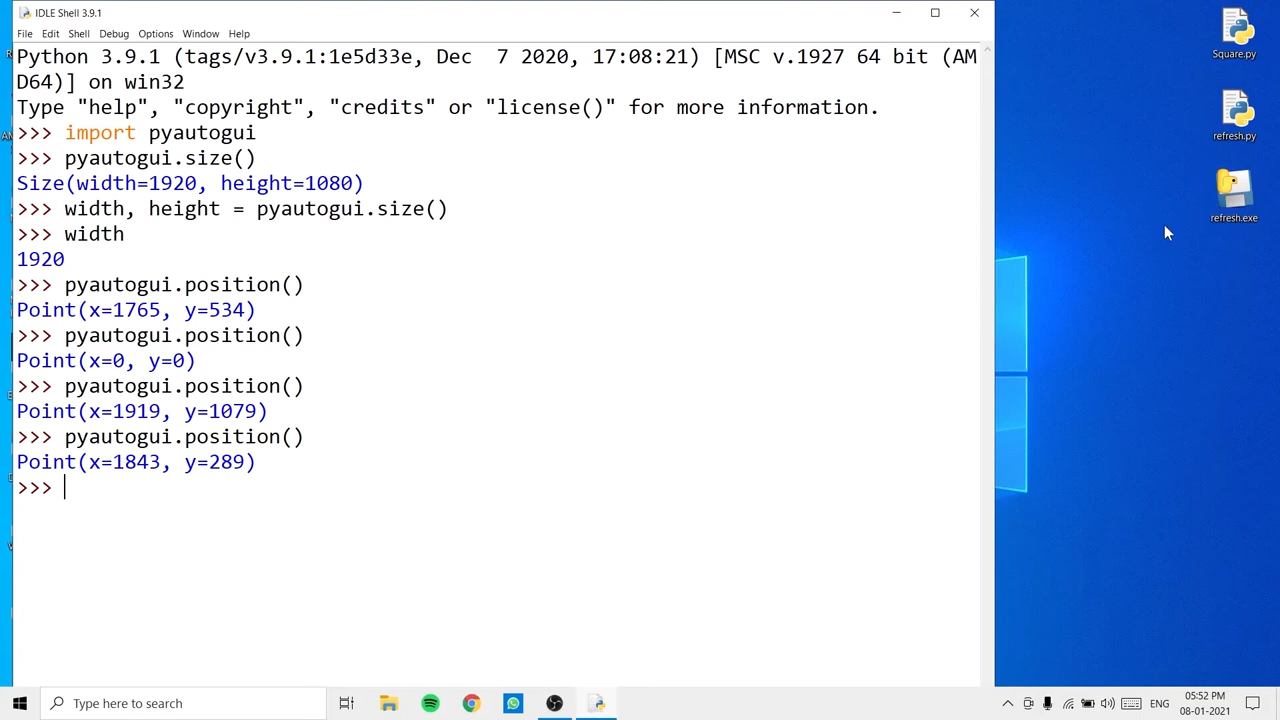 IDLE Shell 3.9.1
File Edit Shell Debug Options Window Help
Python 3.9.1 (tags/v3.9.1:1e5d33e, Dec  7 2020, 17:08:21) [MSC v.1927 64 bit (AM
D64)] on win32
Type "help", "copyright", "credits" or "license()" for more information.
>>> import pyautogui
>>> pyautogui.size()
Size(width=1920, height=1080)
>>> width, height = pyautogui.size()
>>> width
1920
>>> pyautogui.position()
Point(x=1765, y=534)
>>> pyautogui.position()
Point(x=0, y=0)
>>> pyautogui.position()
Point(x=1919, y=1079)
>>> pyautogui.position()
Point(x=1843, y=289)
>>>
Square.py
refresh.py
refresh.exe
Type here to search
ENG
05:52 PM
08-01-2021